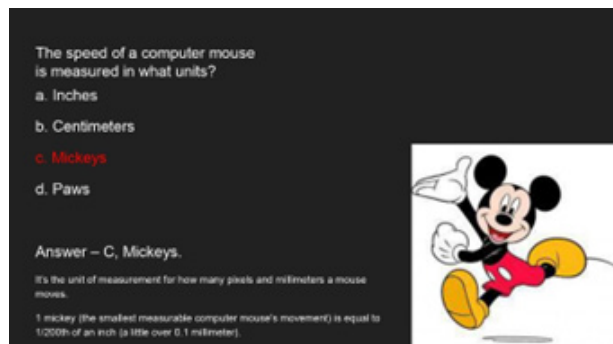 The speed of a computer mouse
is measured in what units?
a. Inches
b. Centimeters
c. Mickeys
d. Paws
Answer – C, Mickeys.
It's the unit of measurement for how many pixels and millimeters a mouse
moves.
1 mickey (the smallest measurable computer mouse's movement) is equal to
1/200th of an inch (a little over 0.1 millimeter).